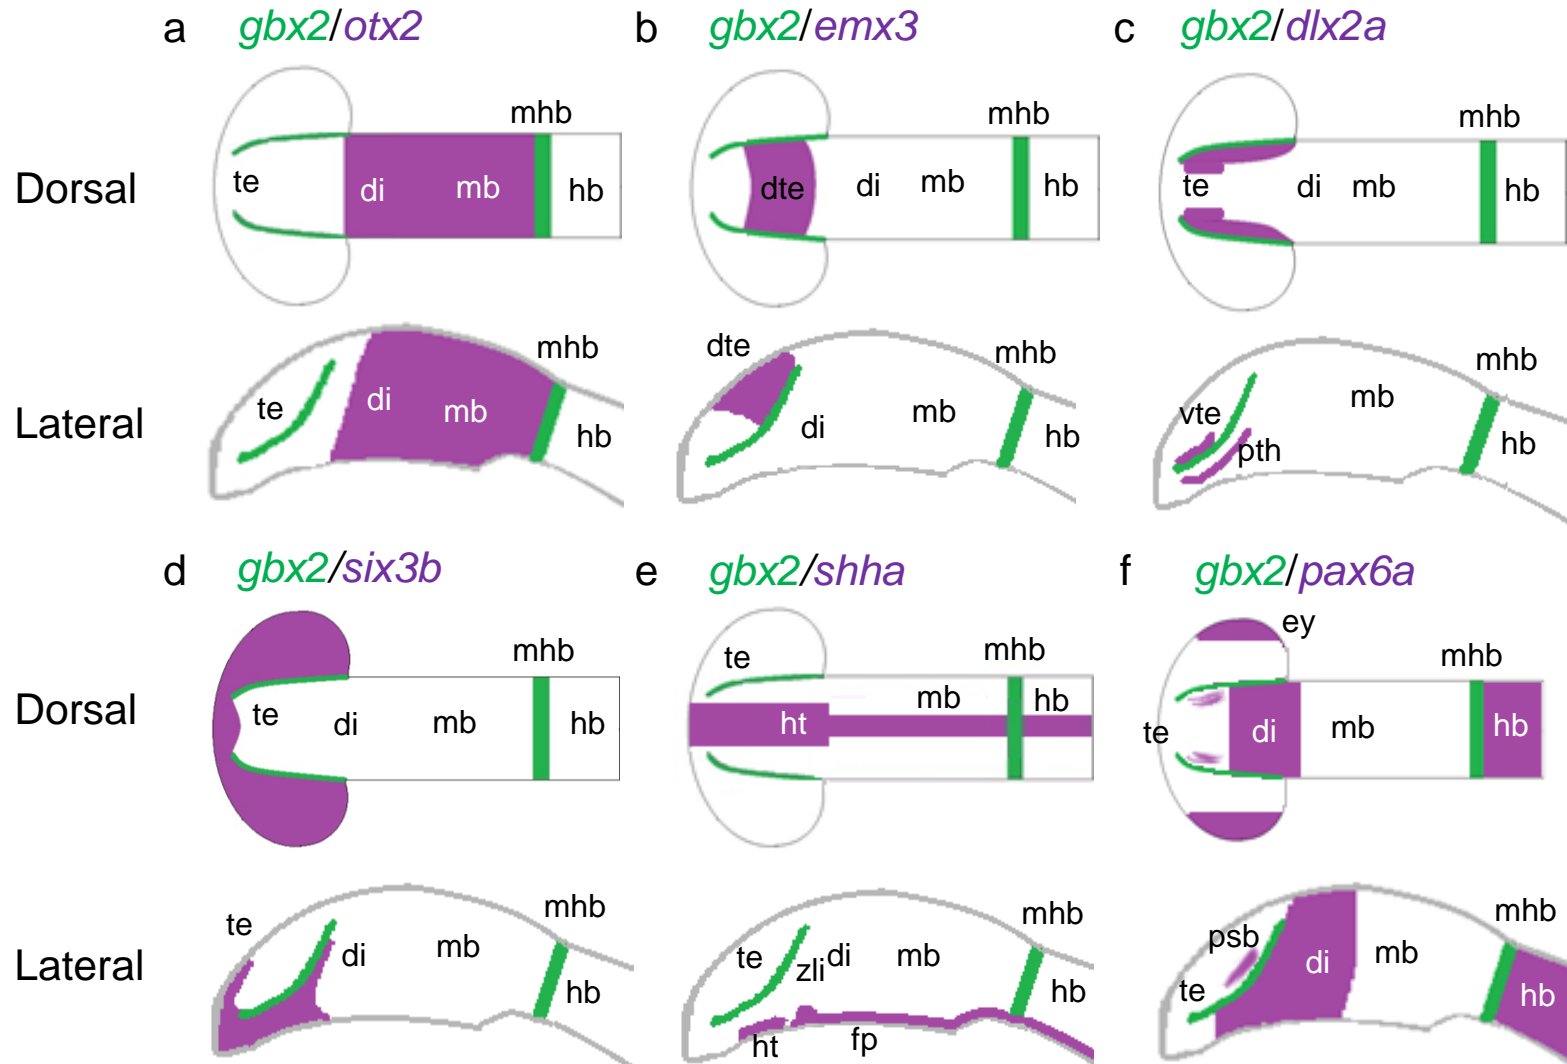 a gbx2/otx2
b gbx2/emx3
c gbx2/dlx2a
Dorsal
te
di
mb
mhb
hb
dte
di
mb
mhb
hb
te
di
mb
mhb
hb
Lateral
te
di
mb
mhb
hb
dte
di
mb
mhb
hb
vte
pth
mb
mhb
hb
d gbx2/six3b
e gbx2/shha
f gbx2/pax6a
Dorsal
te
di
mb
mhb
hb
te
ht
mb
mhb
hb
te
ey
di
mb
mhb
hb
Lateral
te
di
mb
mhb
hb
te
zli
di
mb
mhb
hb
ht
fp
psb
te
di
mb
mhb
hb